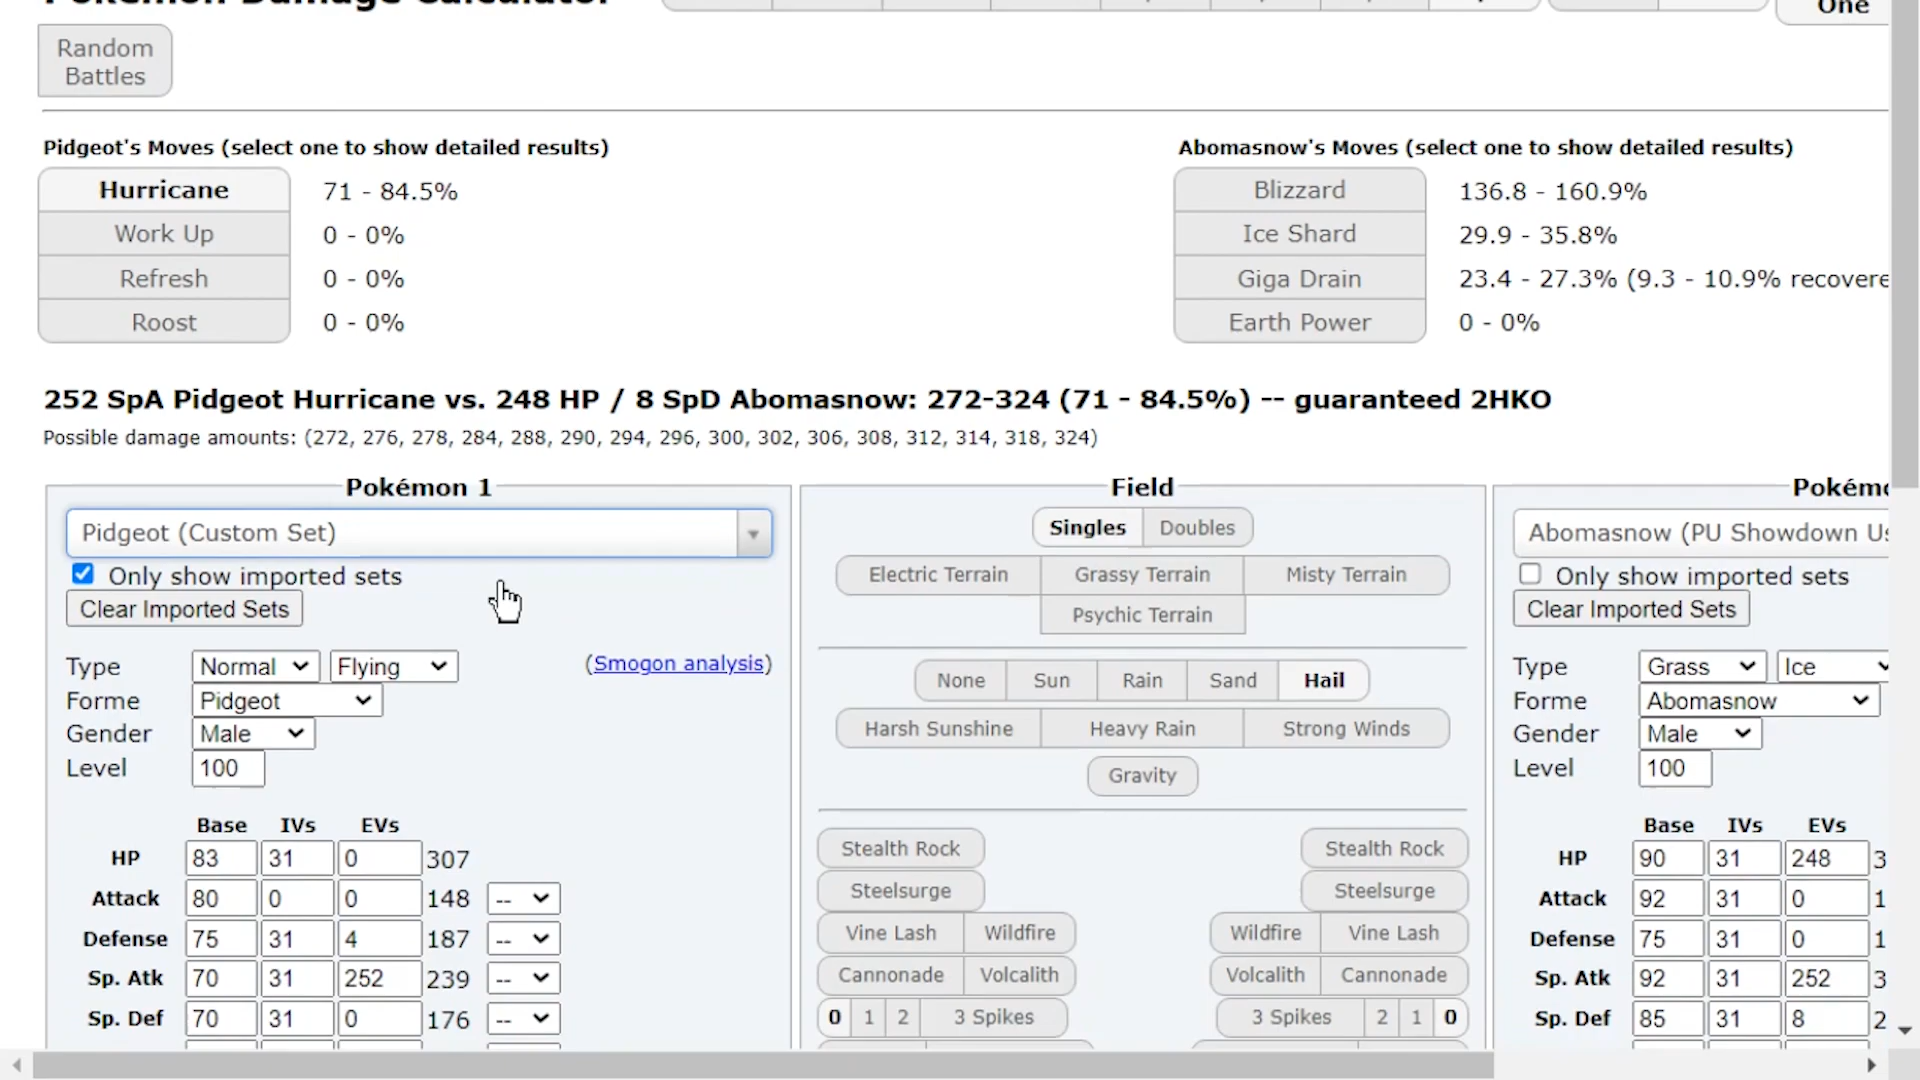 Pokémon Damage Calculator
One
Random
Battles
Pidgeot's Moves (select one to show detailed results)
Abomasnow's Moves (select one to show detailed results)
Hurricane 71 - 84.5%
Blizzard 136.8 - 160.9%
Work Up 0 - 0%
Ice Shard 29.9 - 35.8%
Refresh 0 - 0%
Giga Drain 23.4 - 27.3% (9.3 - 10.9% recovere
Roost 0 - 0%
Earth Power 0 - 0%
252 SpA Pidgeot Hurricane vs. 248 HP / 8 SpD Abomasnow: 272-324 (71 - 84.5%) -- guaranteed 2HKO
Possible damage amounts: (272, 276, 278, 284, 288, 290, 294, 296, 300, 302, 306, 308, 312, 314, 318, 324)
Pokémon 1
Pidgeot (Custom Set)
Only show imported sets
Clear Imported Sets
Type Normal Flying (Smogon analysis)
Forme Pidgeot
Gender Male
Level 100
Base IVs EVs
HP 83 31 0 307
Attack 80 0 0 148 --
Defense 75 31 4 187 --
Sp. Atk 70 31 252 239 --
Sp. Def 70 31 0 176 --
Field
Singles Doubles
Electric Terrain Grassy Terrain Misty Terrain
Psychic Terrain
None Sun Rain Sand Hail
Harsh Sunshine Heavy Rain Strong Winds
Gravity
Stealth Rock Stealth Rock
Steelsurge Steelsurge
Vine Lash Wildfire Wildfire Vine Lash
Cannonade Volcalith Volcalith Cannonade
0 1 2 3 Spikes 3 Spikes 2 1 0
Pokémo
Abomasnow (PU Showdown Us
Only show imported sets
Clear Imported Sets
Type Grass Ice
Forme Abomasnow
Gender Male
Level 100
Base IVs EVs
HP 90 31 248 3
Attack 92 31 0 1
Defense 75 31 0 1
Sp. Atk 92 31 252 3
Sp. Def 85 31 8 2